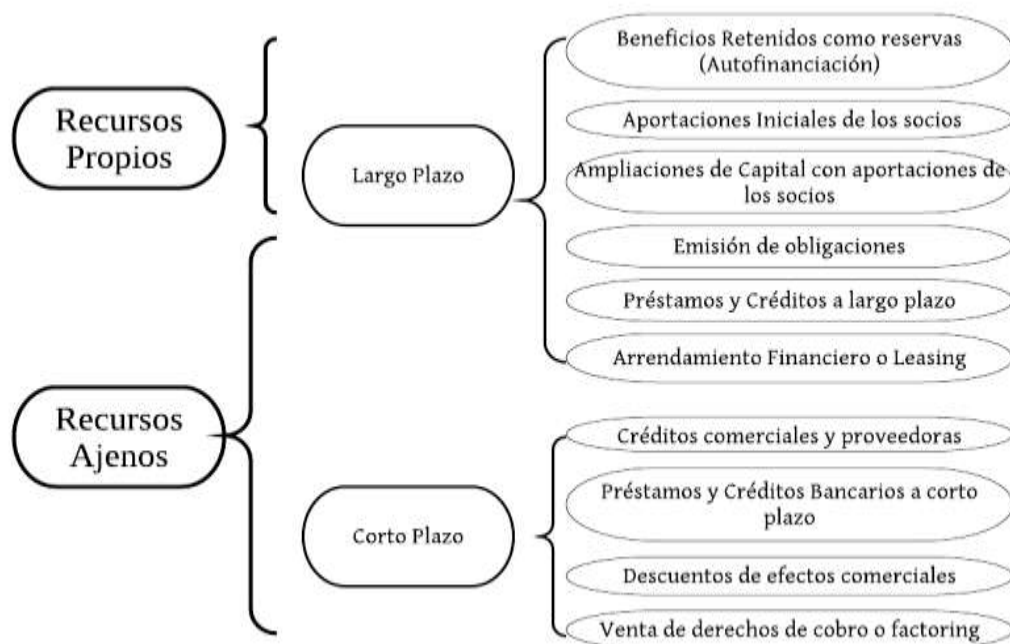 Recursos
Propios
Largo Plazo
Beneficios Retenidos como reservas
(Autofinanciación)
Aportaciones Iniciales de los socios
Ampliaciones de Capital con aportaciones de
los socios
Emisión de obligaciones
Préstamos y Créditos a largo plazo
Arrendamiento Financiero o Leasing
Recursos
Ajenos
Corto Plazo
Créditos comerciales y proveedoras
Préstamos y Créditos Bancarios a corto
plazo
Descuentos de efectos comerciales
Venta de derechos de cobro o factoring